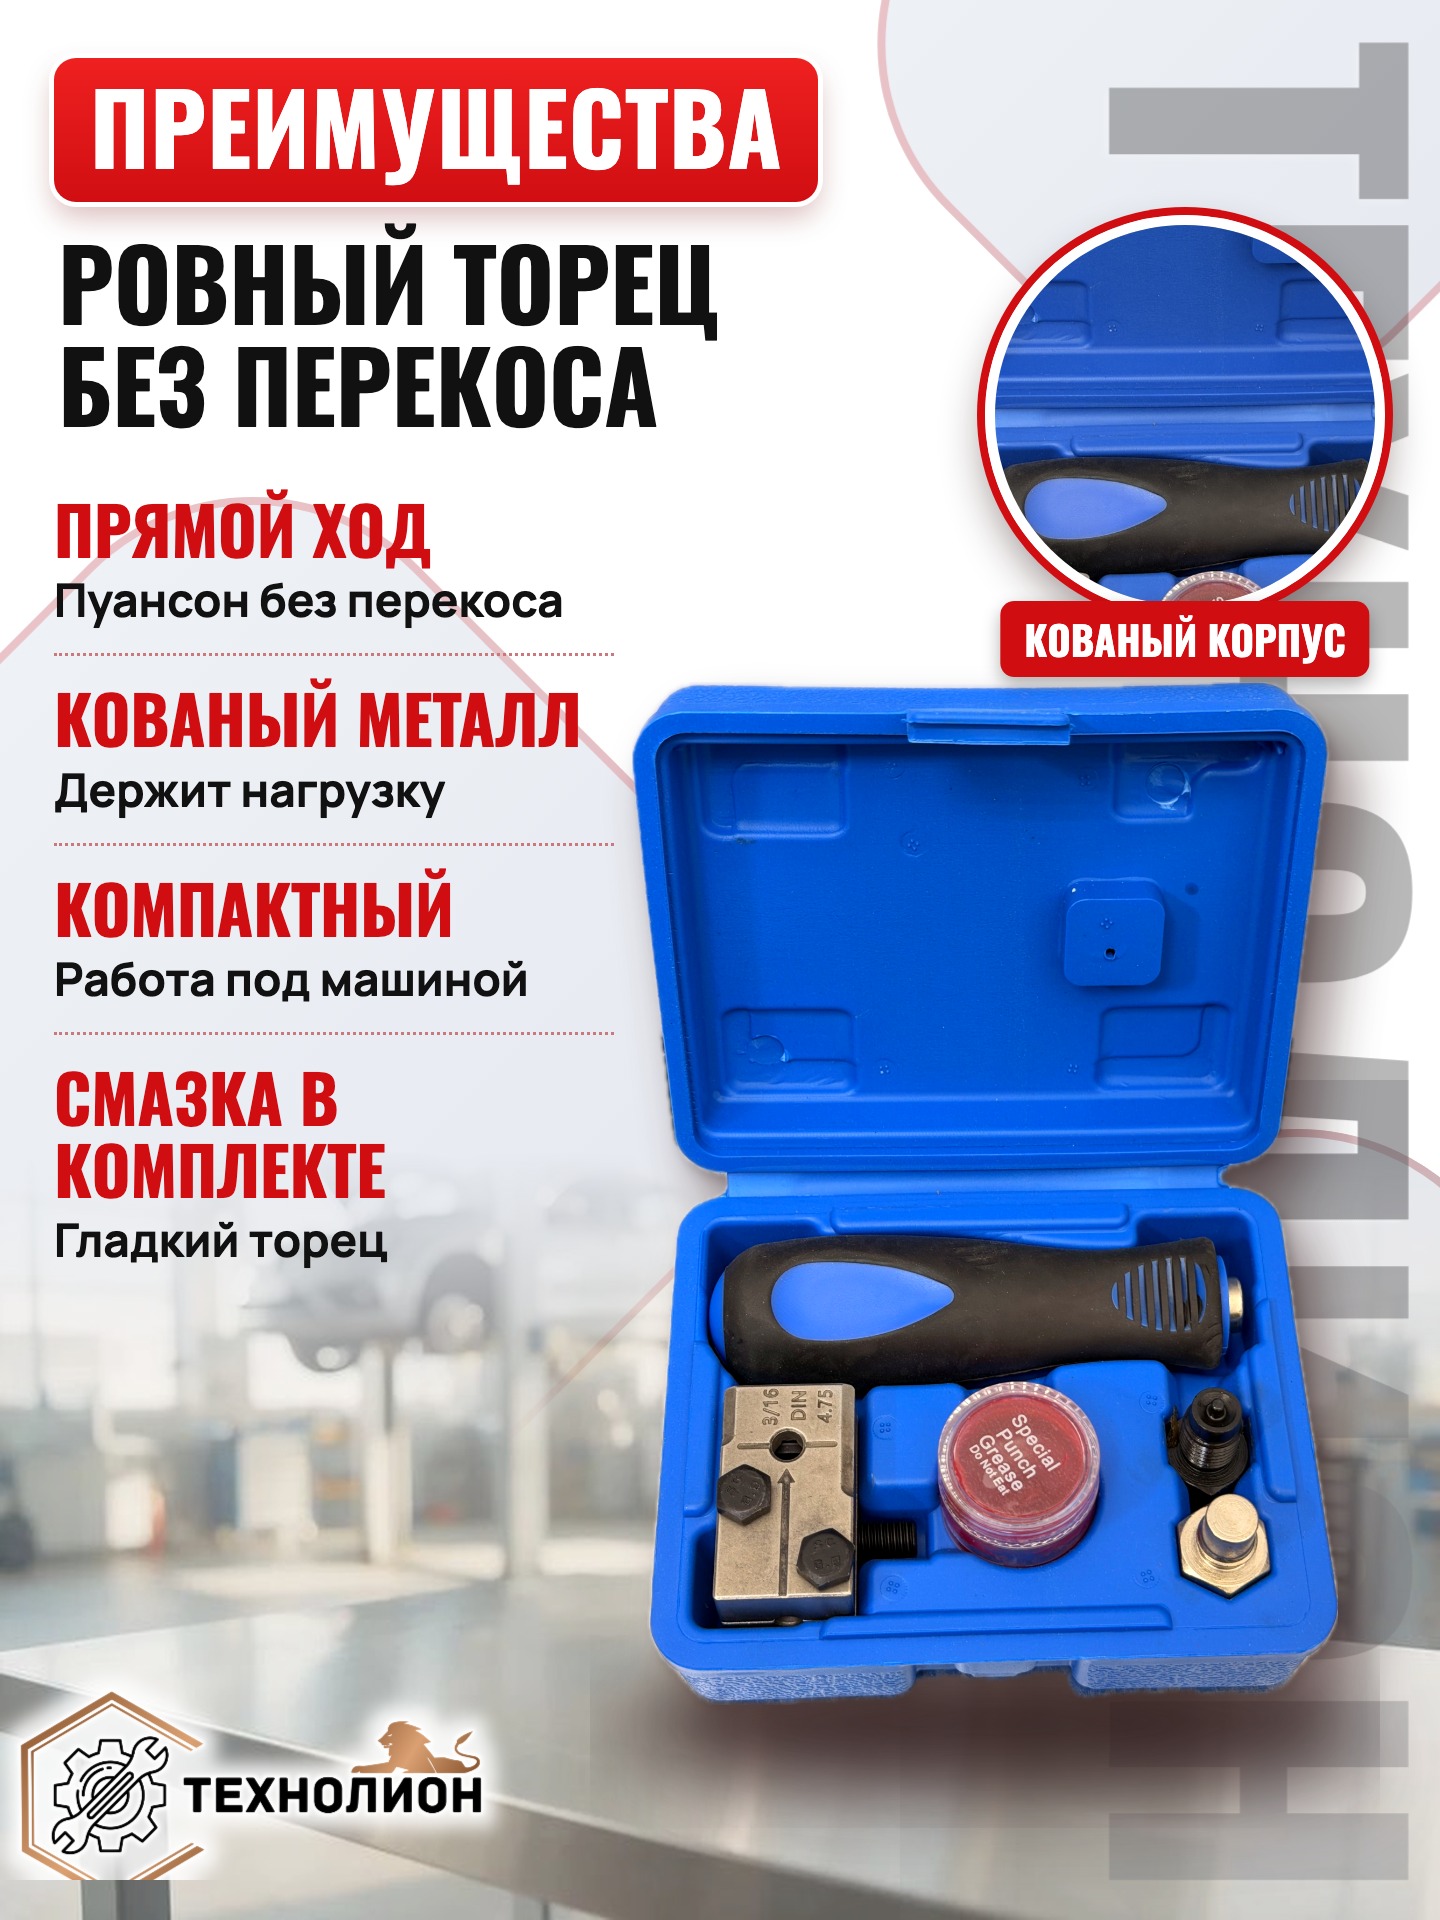 ПРЕИМУЩЕСТВА
РОВНЫЙ ТОРЕЦ
БЕЗ ПЕРЕКОСА
ПРЯМОЙ ХОД
Пуансон без перекоса
КОВАНЫЙ МЕТАЛЛ
Держит нагрузку
КОМПАКТНЫЙ
Работа под машиной
СМАЗКА В
КОМПЛЕКТЕ
Гладкий торец
КОВАНЫЙ КОРПУС
3/16
DIN
4.75
Special
Punch
Grease
Do Not Eat
ТЕХНОЛИОН